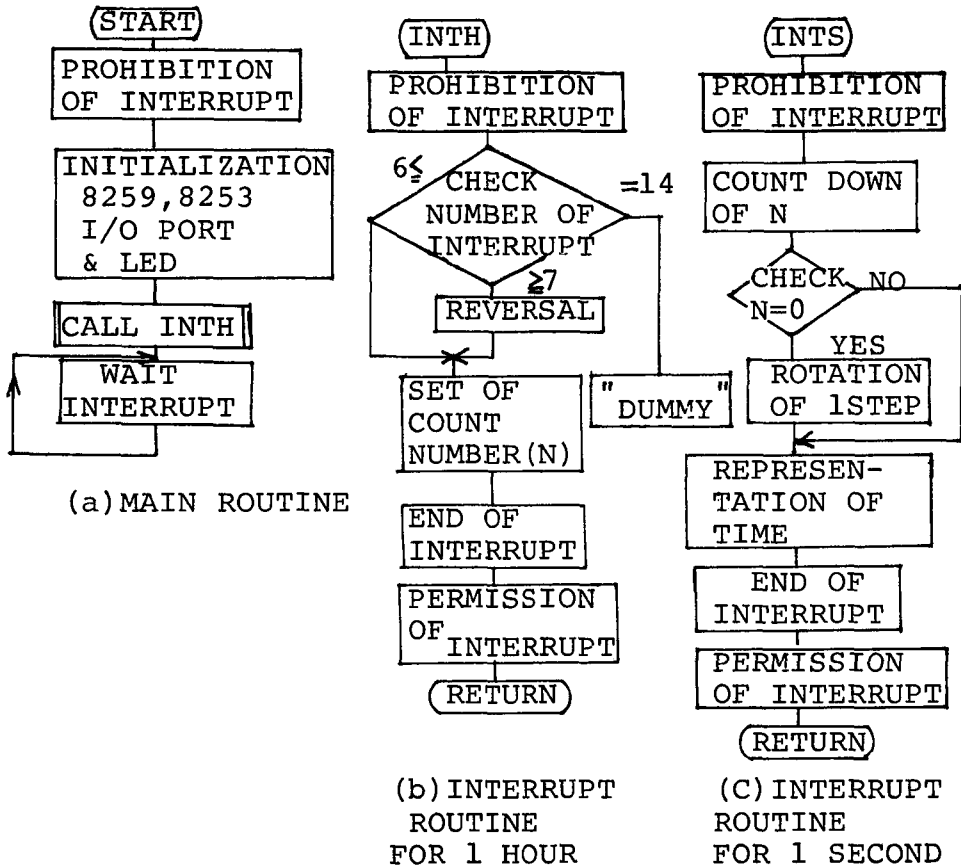 START
PROHIBITION
OF INTERRUPT
INITIALIZATION
8259,8253
I/O PORT
& LED
CALL INTH
WAIT
INTERRUPT
(a)MAIN ROUTINE
INTH
PROHIBITION
OF INTERRUPT
6≤
CHECK
NUMBER OF
INTERRUPT
=14
≥7
REVERSAL
SET OF
COUNT
NUMBER(N)
" "
DUMMY
END OF
INTERRUPT
PERMISSION
OF INTERRUPT
RETURN
(b)INTERRUPT
ROUTINE
FOR 1 HOUR
INTS
PROHIBITION
OF INTERRUPT
COUNT DOWN
OF N
CHECK
N=0
NO
YES
ROTATION
OF 1STEP
REPRESEN-
TATION OF
TIME
END OF
INTERRUPT
PERMISSION
OF INTERRUPT
RETURN
(C)INTERRUPT
ROUTINE
FOR 1 SECOND